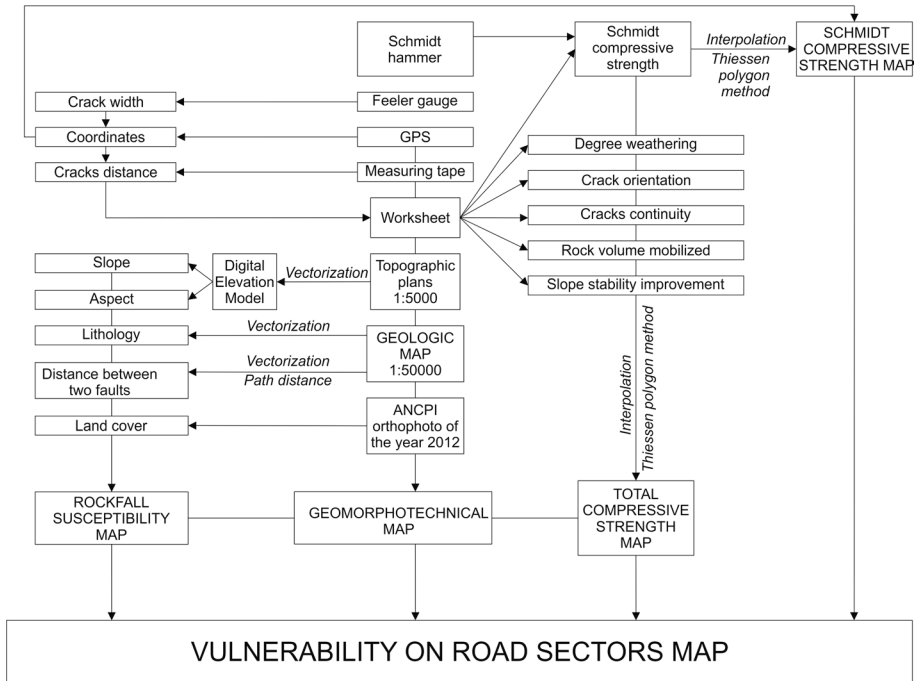 Schmidt
hammer
Schmidt
compressive
strength
Interpolation
Thiessen
polygon
method
SCHMIDT
COMPRESSIVE
STRENGTH MAP
Crack width
Feeler gauge
Coordinates
GPS
Cracks distance
Measuring tape
Worksheet
Degree weathering
Crack orientation
Cracks continuity
Rock volume mobilized
Slope stability improvement
Slope
Aspect
Digital
Elevation
Model
Vectorization
Topographic
plans
1:5000
Lithology
Vectorization
GEOLOGIC
MAP
1:50000
Distance between
two faults
Vectorization
Path distance
Land cover
ANCPI
orthophoto of
the year 2012
Interpolation
Thiessen polygon method
ROCKFALL
SUSCEPTIBILITY
MAP
GEOMORPHOTECHNICAL
MAP
TOTAL
COMPRESSIVE
STRENGTH
MAP
VULNERABILITY ON ROAD SECTORS MAP